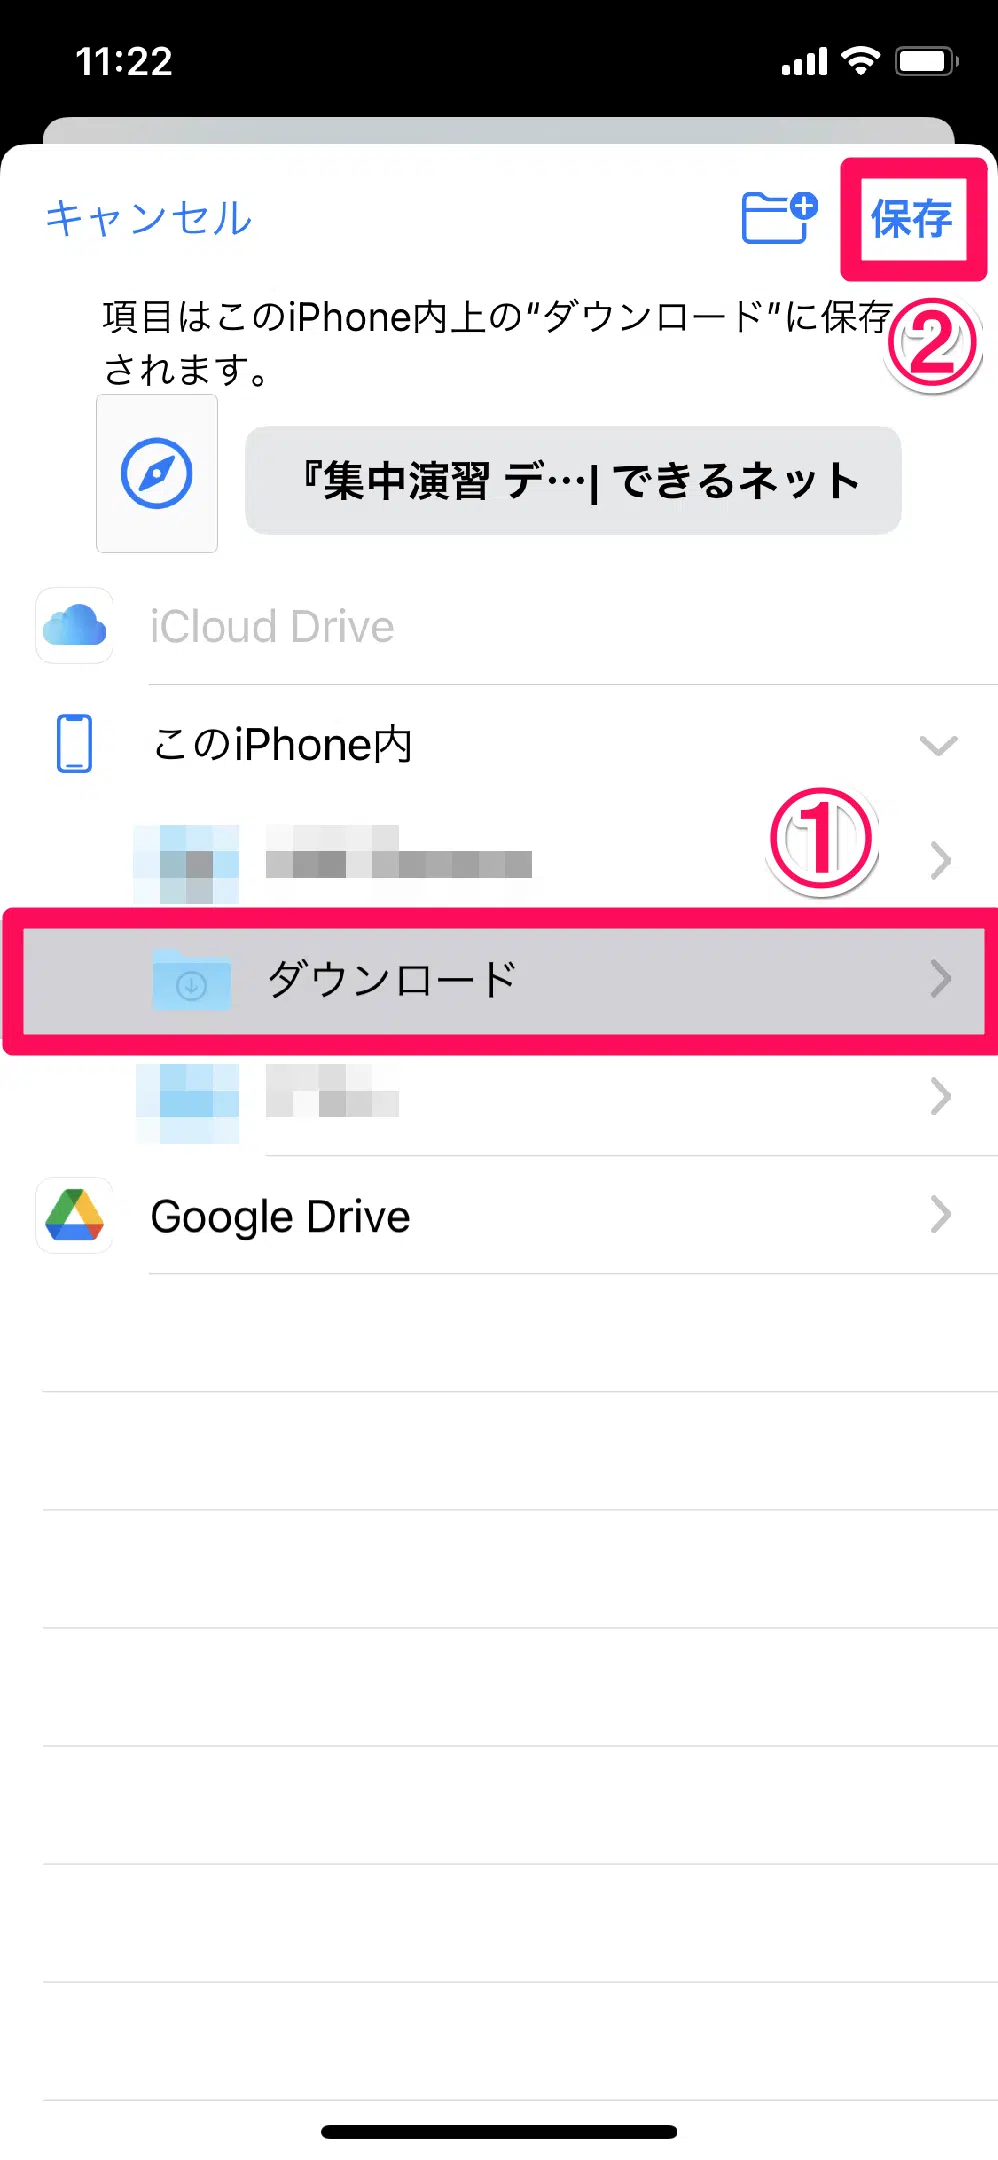 11:22
キャンセル
保存
項目はこのiPhone内上の“ダウンロード”に保存
されます。
②
『集中演習 デ…| できるネット
iCloud Drive
このiPhone内
①
ダウンロード
Google Drive